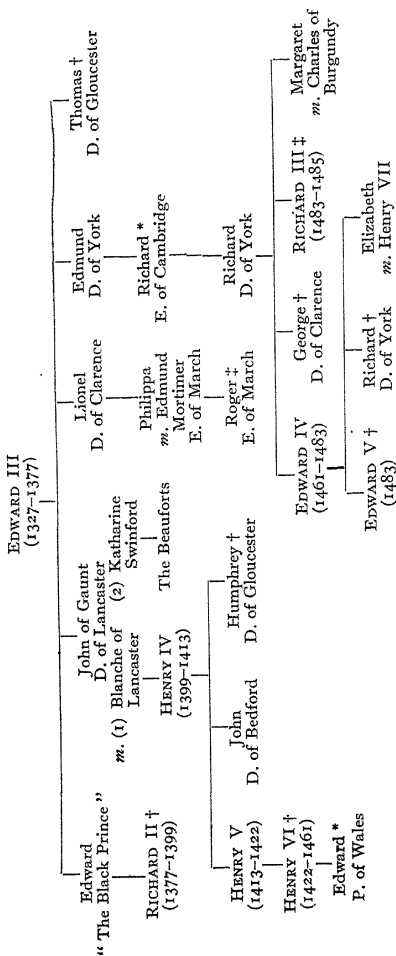 EDWARD III
(1327–1377)
Edward
“ The Black Prince ”
John of Gaunt
D. of Lancaster
m. (1) Blanche of
Lancaster
(2) Katharine
Swinford
Lionel
D. of Clarence
Edmund
D. of York
Thomas †
D. of Gloucester
RICHARD II †
(1377–1399)
HENRY IV
(1399–1413)
The Beauforts
Philippa
m. Edmund
Mortimer
E. of March
Richard *
E. of Cambridge
Roger ‡
E. of March
Richard
D. of York
HENRY V
(1413–1422)
John
D. of Bedford
Humphrey †
D. of Gloucester
EDWARD IV
(1461–1483)
George †
D. of Clarence
RICHARD III ‡
(1483–1485)
Margaret
m. Charles of
Burgundy
HENRY VI †
(1422–1461)
EDWARD V †
(1483)
Richard †
D. of York
Elizabeth
m. Henry VII
Edward *
P. of Wales